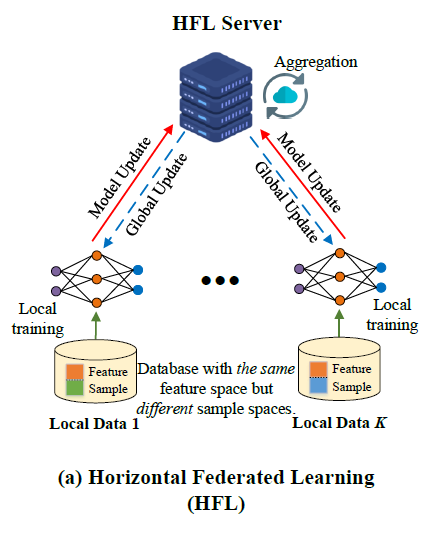 HFL Server
Aggregation
Model Update
Global Update
Model Update
Global Update
Local
training
Local
training
Feature
Sample
Database with the same
feature space but
different sample spaces.
Feature
Sample
Local Data 1
Local Data K
(a) Horizontal Federated Learning
(HFL)